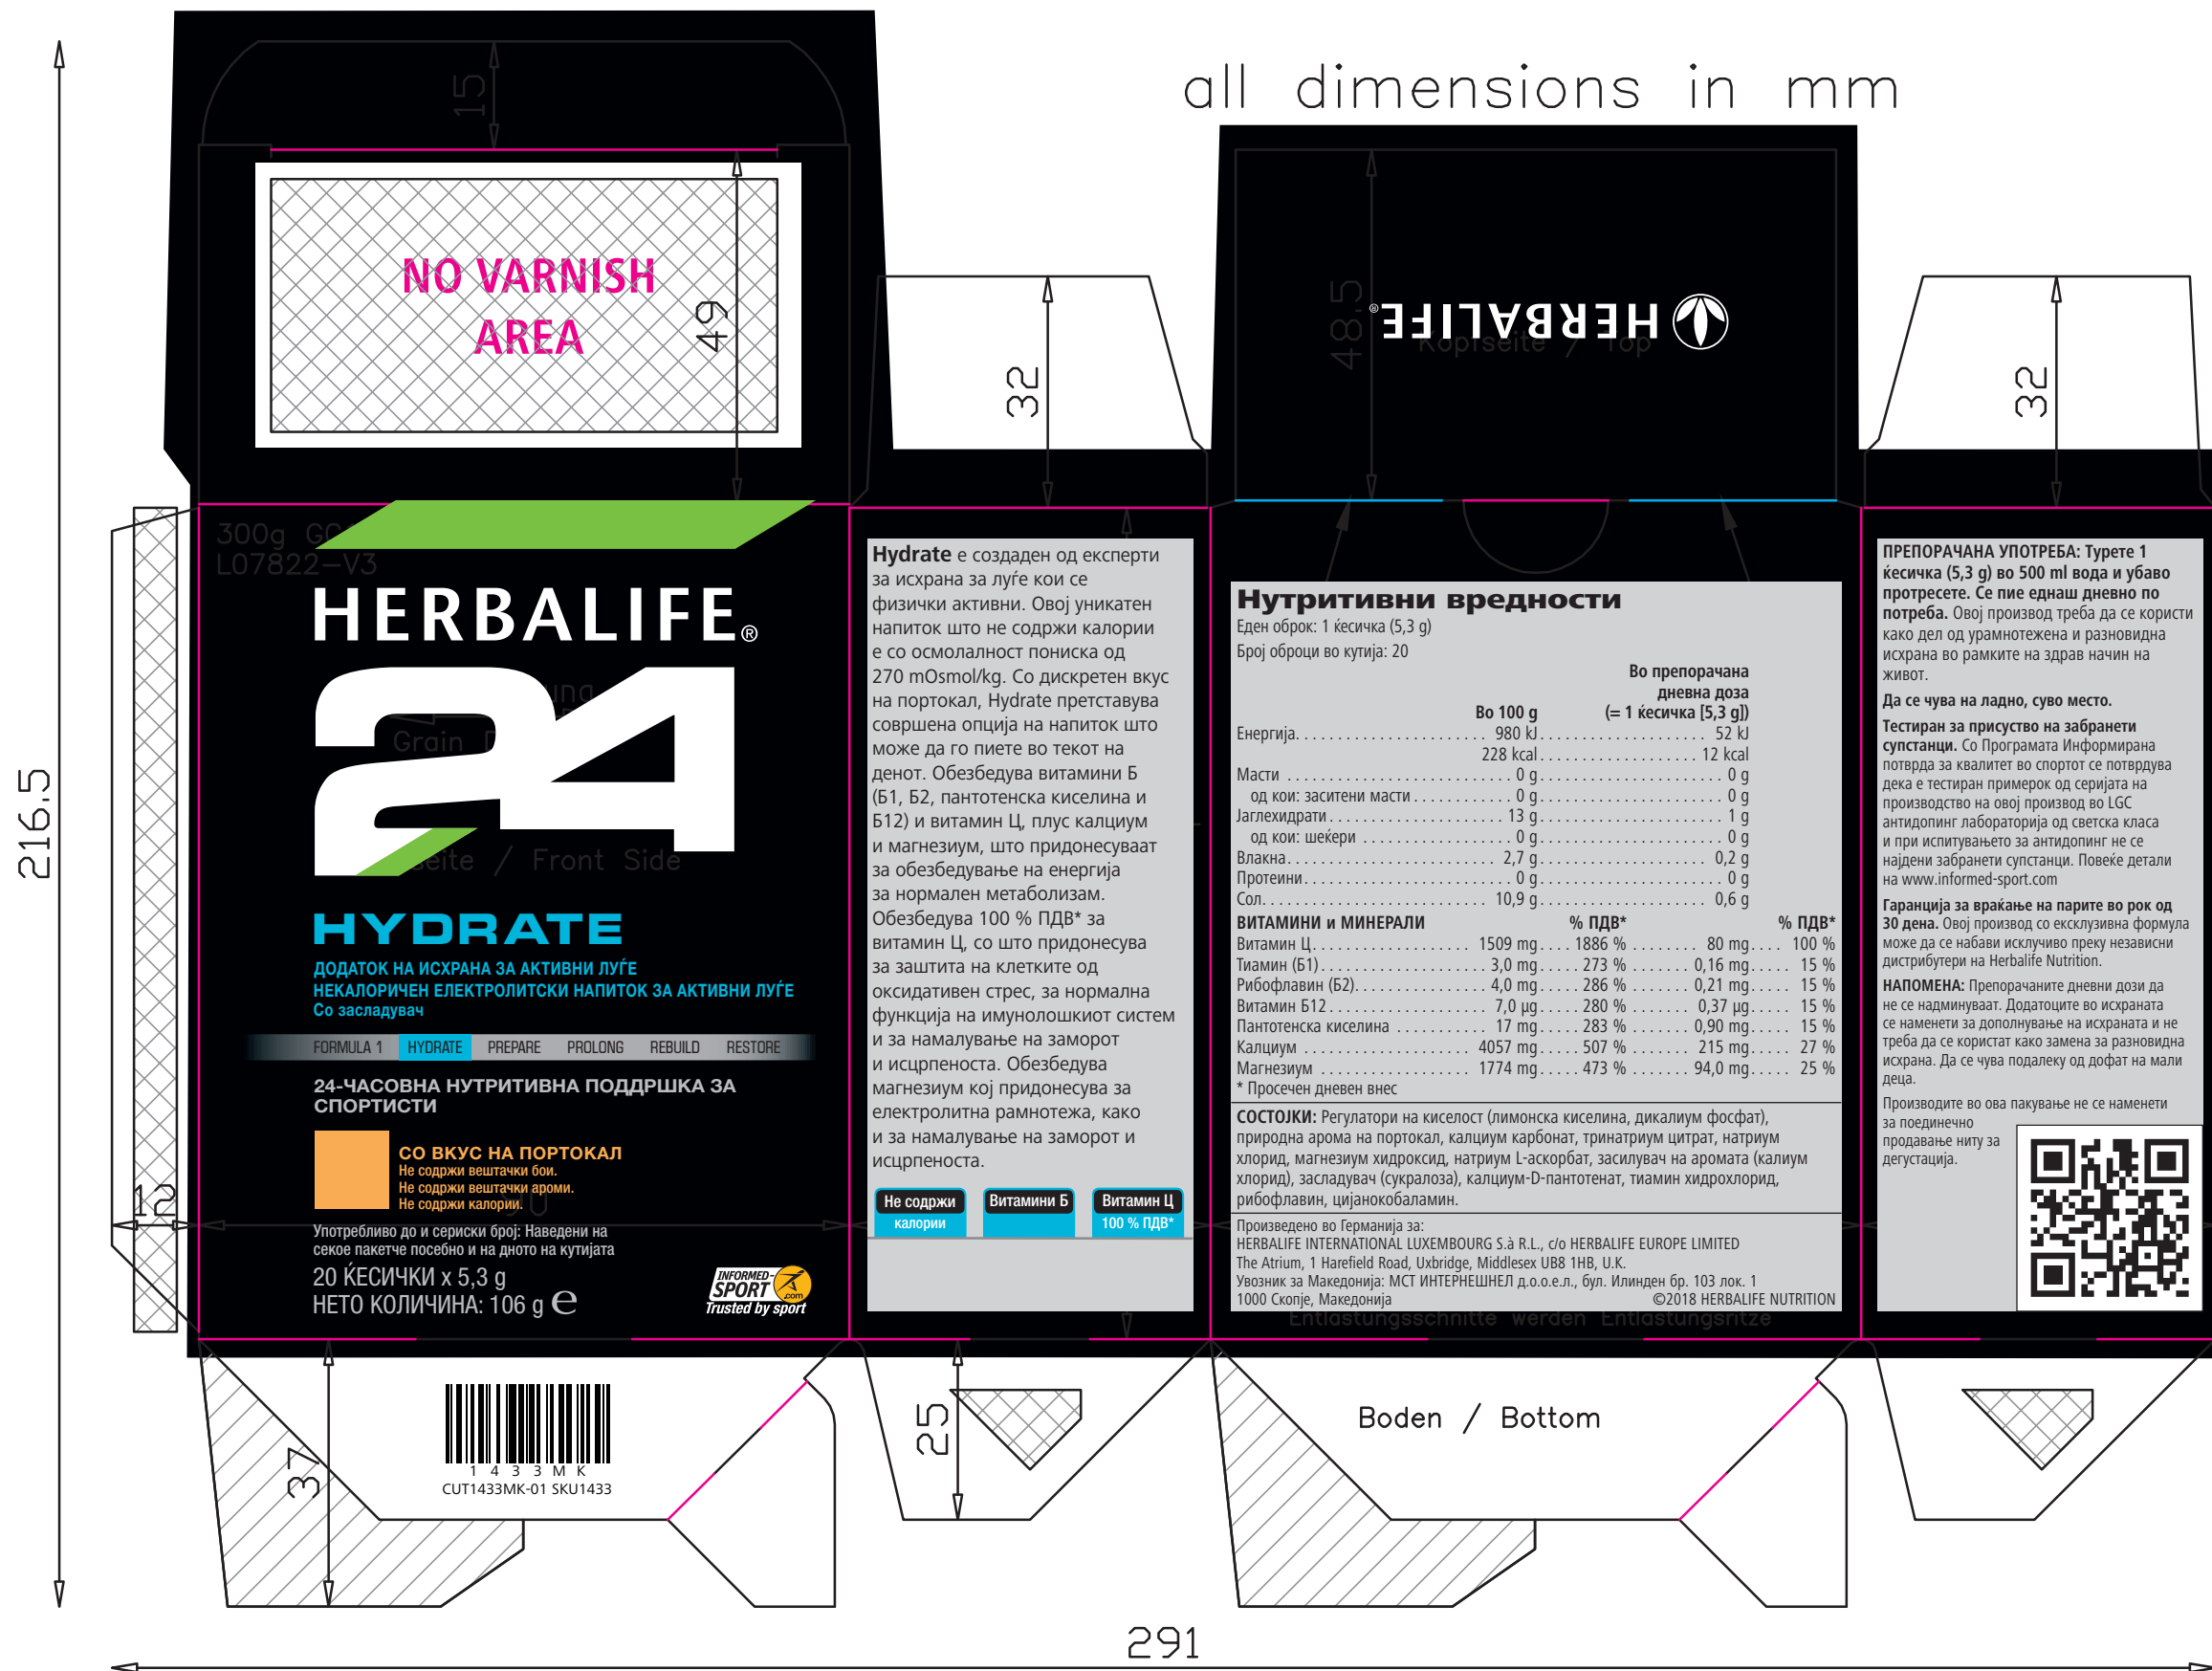 all dimensions in mm
15
NO VARNISH
AREA
49
32
48.5
HERBALIFE®
Kopfseite / Top
32
216.5
300g
L07822-V3
HERBALIFE®
24
Grain
Front Side
HYDRATE
ДОДАТОК НА ИСХРАНА ЗА АКТИВНИ ЛУЃЕ
НЕКАЛОРИЧЕН ЕЛЕКТРОЛИТСКИ НАПИТОК ЗА АКТИВНИ ЛУЃЕ
Со засладувач
FORMULA 1 HYDRATE PREPARE PROLONG REBUILD RESTORE
24-ЧАСОВНА НУТРИТИВНА ПОДДРШКА ЗА
СПОРТИСТИ
СО ВКУС НА ПОРТОКАЛ
Не содржи вештачки бои.
Не содржи вештачки ароми.
Не содржи калории.
90
12
Употребливо до и сериски број: Наведени на
секое пакетче посебно и на дното на кутијата
20 ЌЕСИЧКИ x 5,3 g
НЕТО КОЛИЧИНА: 106 g ℮
INFORMED-
SPORT
.com
Trusted by sport
Hydrate е создаден од експерти
за исхрана за луѓе кои се
физички активни. Овој уникатен
напиток што не содржи калории
е со осмолалност пониска од
270 mOsmol/kg. Со дискретен вкус
на портокал, Hydrate претставува
совршена опција на напиток што
може да го пиете во текот на
денот. Обезбедува витамини Б
(Б1, Б2, пантотенска киселина и
Б12) и витамин Ц, плус калциум
и магнезиум, што придонесуваат
за обезбедување на енергија
за нормален метаболизам.
Обезбедува 100 % ПДВ* за
витамин Ц, со што придонесува
за заштита на клетките од
оксидативен стрес, за нормална
функција на имунолошкиот систем
и за намалување на заморот
и исцрпеноста. Обезбедува
магнезиум кој придонесува за
електролитна рамнотежа, како
и за намалување на заморот и
исцрпеноста.
Не содржи
калории
Витамини Б
Витамин Ц
100 % ПДВ*
Нутритивни вредности
Еден оброк: 1 ќесичка (5,3 g)
Број оброци во кутија: 20
Во препорачана
дневна доза
Во 100 g (= 1 ќесичка [5,3 g])
Енергија 980 kJ 52 kJ
228 kcal 12 kcal
Масти 0 g 0 g
од кои: заситени масти 0 g 0 g
Јаглехидрати 13 g 1 g
од кои: шеќери 0 g 0 g
Влакна 2,7 g 0,2 g
Протеини 0 g 0 g
Сол 10,9 g 0,6 g
ВИТАМИНИ и МИНЕРАЛИ % ПДВ* % ПДВ*
Витамин Ц 1509 mg 1886 % 80 mg 100 %
Тиамин (Б1) 3,0 mg 273 % 0,16 mg 15 %
Рибофлавин (Б2) 4,0 mg 286 % 0,21 mg 15 %
Витамин Б12 7,0 µg 280 % 0,37 µg 15 %
Пантотенска киселина 17 mg 283 % 0,90 mg 15 %
Калциум 4057 mg 507 % 215 mg 27 %
Магнезиум 1774 mg 473 % 94,0 mg 25 %
* Просечен дневен внес
СОСТОЈКИ: Регулатори на киселост (лимонска киселина, дикалиум фосфат),
природна арома на портокал, калциум карбонат, тринатриум цитрат, натриум
хлорид, магнезиум хидроксид, натриум L-аскорбат, засилувач на аромата (калиум
хлорид), засладувач (сукралоза), калциум-D-пантотенат, тиамин хидрохлорид,
рибофлавин, цијанокобаламин.
Произведено во Германија за:
HERBALIFE INTERNATIONAL LUXEMBOURG S.à R.L., c/o HERBALIFE EUROPE LIMITED
The Atrium, 1 Harefield Road, Uxbridge, Middlesex UB8 1HB, U.K.
Увозник за Македонија: МСТ ИНТЕРНЕШНЕЛ д.о.о.е.л., бул. Илинден бр. 103 лок. 1
1000 Скопје, Македонија ©2018 HERBALIFE NUTRITION
Entlastungsschnitte werden Entlastungsritze
ПРЕПОРАЧАНА УПОТРЕБА: Турете 1
ќесичка (5,3 g) во 500 ml вода и убаво
протресете. Се пие еднаш дневно по
потреба. Овој производ треба да се користи
како дел од урамнотежена и разновидна
исхрана во рамките на здрав начин на
живот.
Да се чува на ладно, суво место.
Тестиран за присуство на забранети
супстанци. Со Програмата Информирана
потврда за квалитет во спортот се потврдува
дека е тестиран примерок од серијата на
производство на овој производ во LGC
антидопинг лабораторија од светска класа
и при испитувањето за антидопинг не се
најдени забранети супстанци. Повеќе детали
на www.informed-sport.com
Гаранција за враќање на парите во рок од
30 дена. Овој производ со ексклузивна формула
може да се набави исклучиво преку независни
дистрибутери на Herbalife Nutrition.
НАПОМЕНА: Препорачаните дневни дози да
не се надминуваат. Додатоците во исхраната
се наменети за дополнување на исхраната и не
треба да се користат како замена за разновидна
исхрана. Да се чува подалеку од дофат на мали
деца.
Производите во ова пакување не се наменети
за поединечно
продавање ниту за
дегустација.
37
1433MK
CUT1433MK-01 SKU1433
25
Boden / Bottom
291